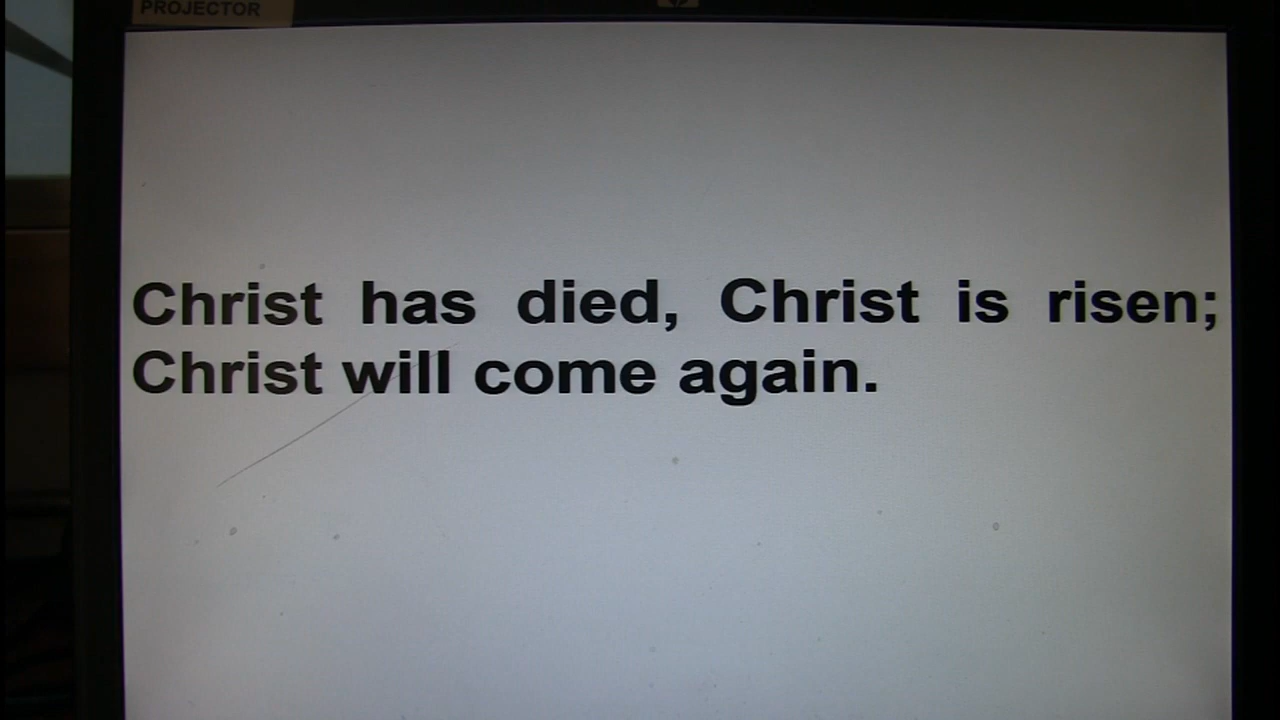 PROJECTOR
Christ has died, Christ is risen;
Christ will come again.